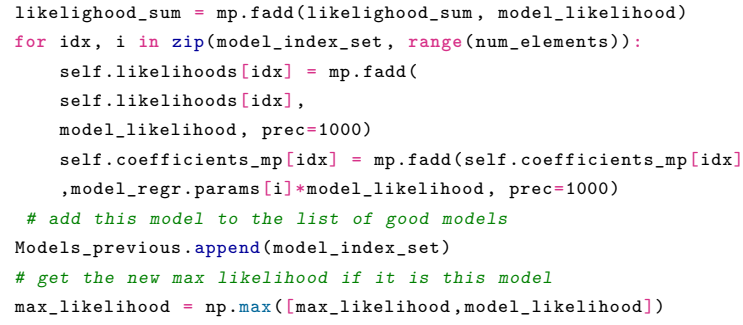 likelighood_sum = mp.fadd(likelighood_sum, model_likelihood)
for idx, i in zip(model_index_set, range(num_elements)):
    self.likelihoods[idx] = mp.fadd(
    self.likelihoods[idx],
    model_likelihood, prec=1000)
    self.coefficients_mp[idx] = mp.fadd(self.coefficients_mp[idx]
    ,model_regr.params[i]*model_likelihood, prec=1000)
 # add this model to the list of good models
Models_previous.append(model_index_set)
# get the new max likelihood if it is this model
max_likelihood = np.max([max_likelihood,model_likelihood])